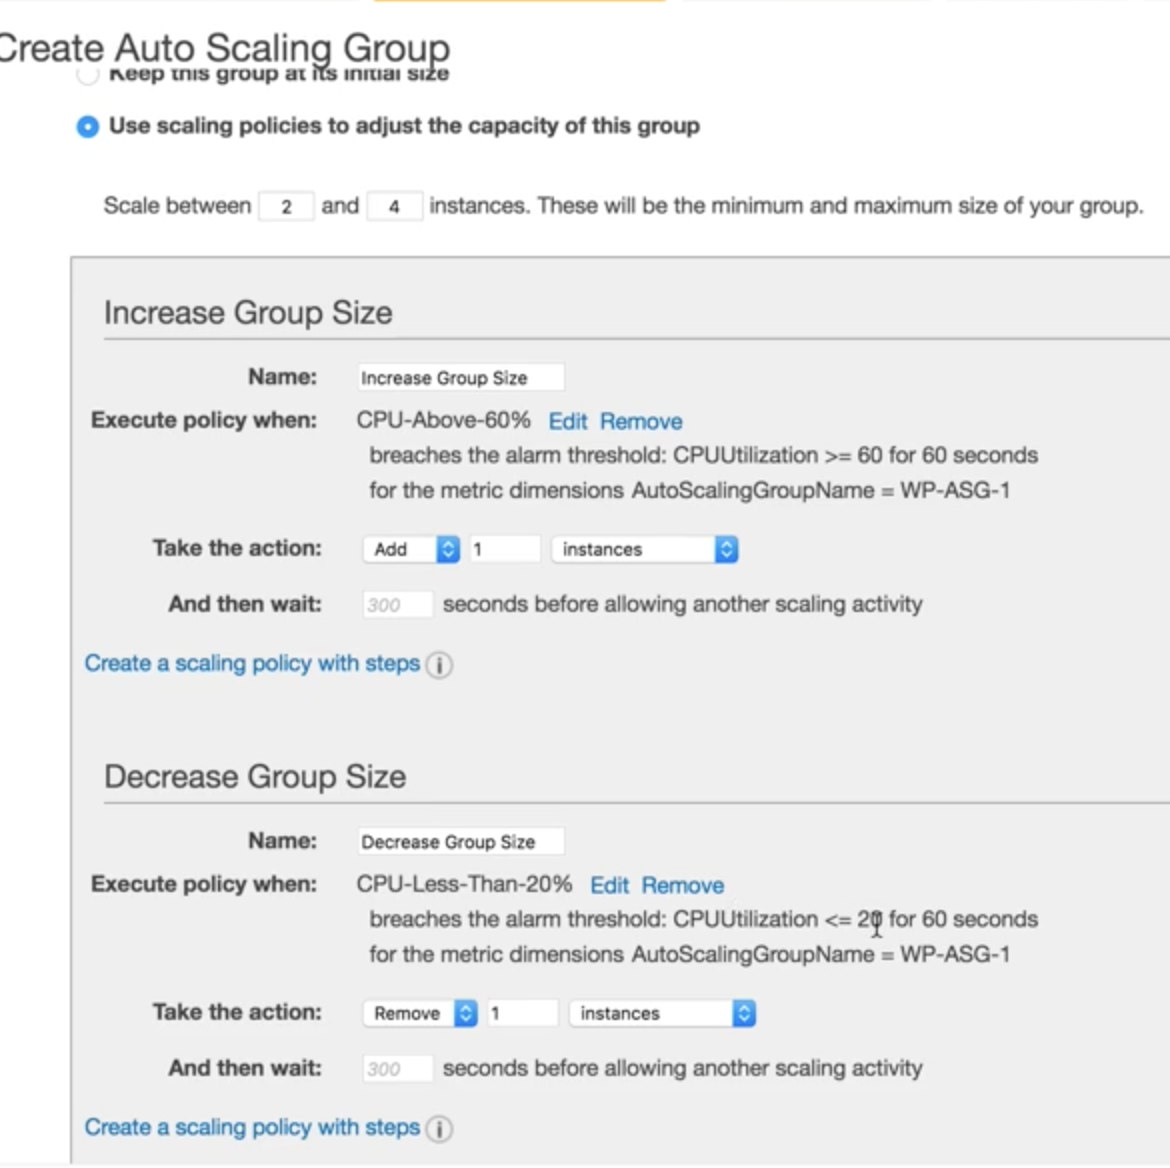 Create Auto Scaling Group
Keep this group at its initial size
Use scaling policies to adjust the capacity of this group
Scale between 2 and 4 instances. These will be the minimum and maximum size of your group.
Increase Group Size
Name: Increase Group Size
Execute policy when: CPU-Above-60% Edit Remove
breaches the alarm threshold: CPUUtilization >= 60 for 60 seconds
for the metric dimensions AutoScalingGroupName = WP-ASG-1
Take the action: Add 1 instances
And then wait: 300 seconds before allowing another scaling activity
Create a scaling policy with steps i
Decrease Group Size
Name: Decrease Group Size
Execute policy when: CPU-Less-Than-20% Edit Remove
breaches the alarm threshold: CPUUtilization <= 20 for 60 seconds
for the metric dimensions AutoScalingGroupName = WP-ASG-1
Take the action: Remove 1 instances
And then wait: 300 seconds before allowing another scaling activity
Create a scaling policy with steps i